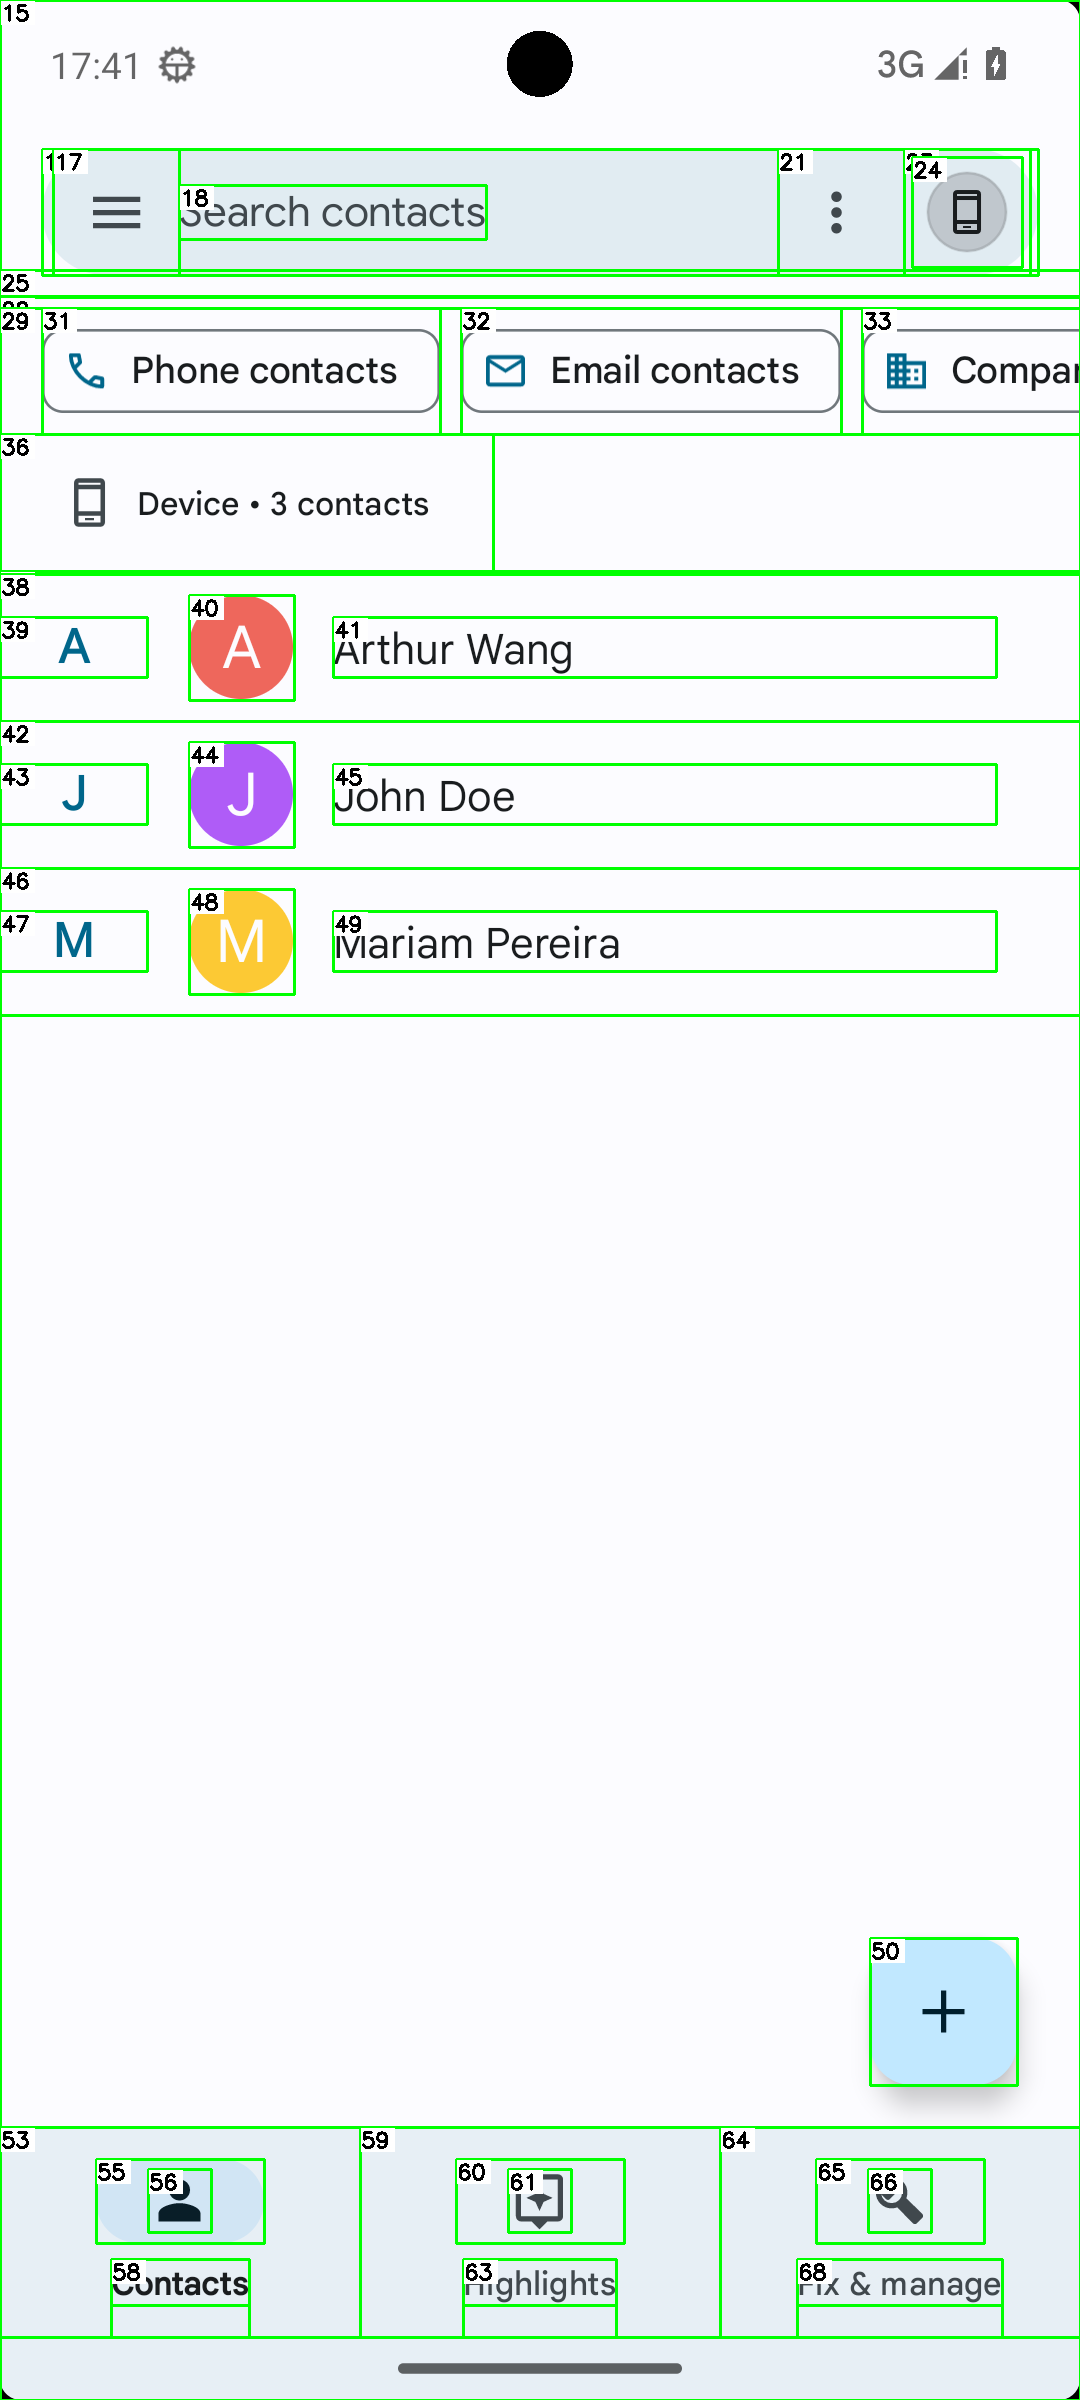 15
17:41 3G
117 18 Search contacts 21 24
25
29 31 Phone contacts 32 Email contacts 33 Compar
36 Device • 3 contacts
38
39 A 40 A 41 Arthur Wang
42
43 J 44 J 45 John Doe
46
47 M 48 M 49 Mariam Pereira
50
53 55 56 59 60 61 64 65 66
58 Contacts 63 Highlights 68 Fix & manage